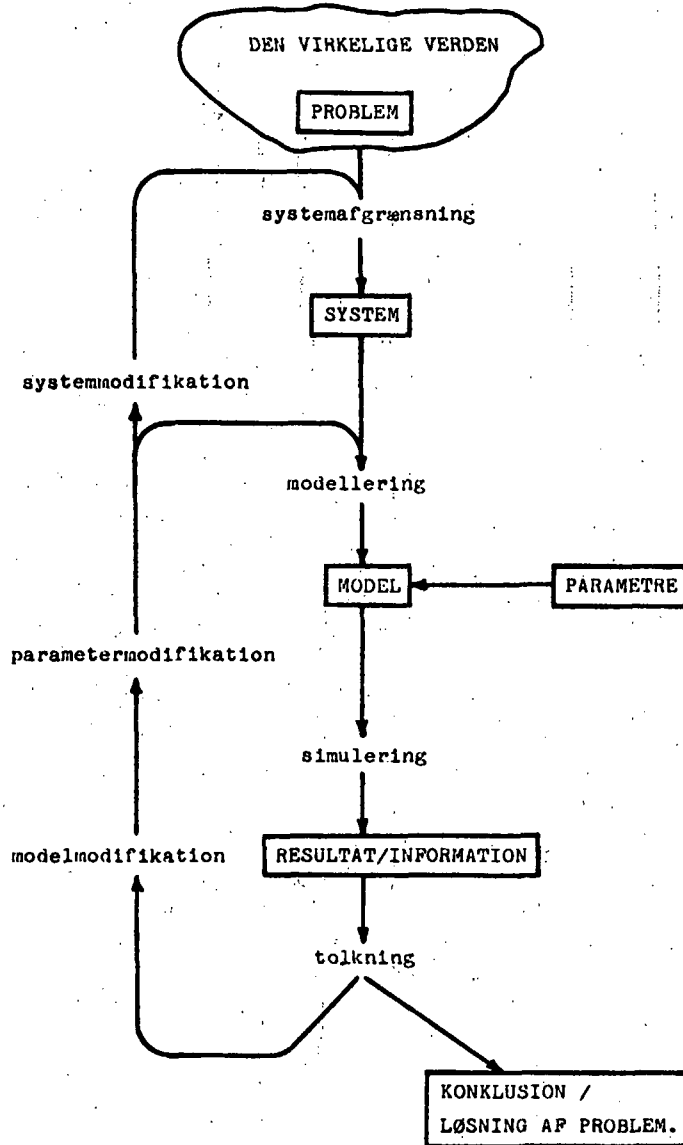 DEN VIRKELIGE VERDEN
PROBLEM
systemafgrænsning
SYSTEM
systemmodifikation
modellering
MODEL
PARAMETRE
parametermodifikation
simulering
modelmodifikation
RESULTAT/INFORMATION
tolkning
KONKLUSION /
LØSNING AF PROBLEM.